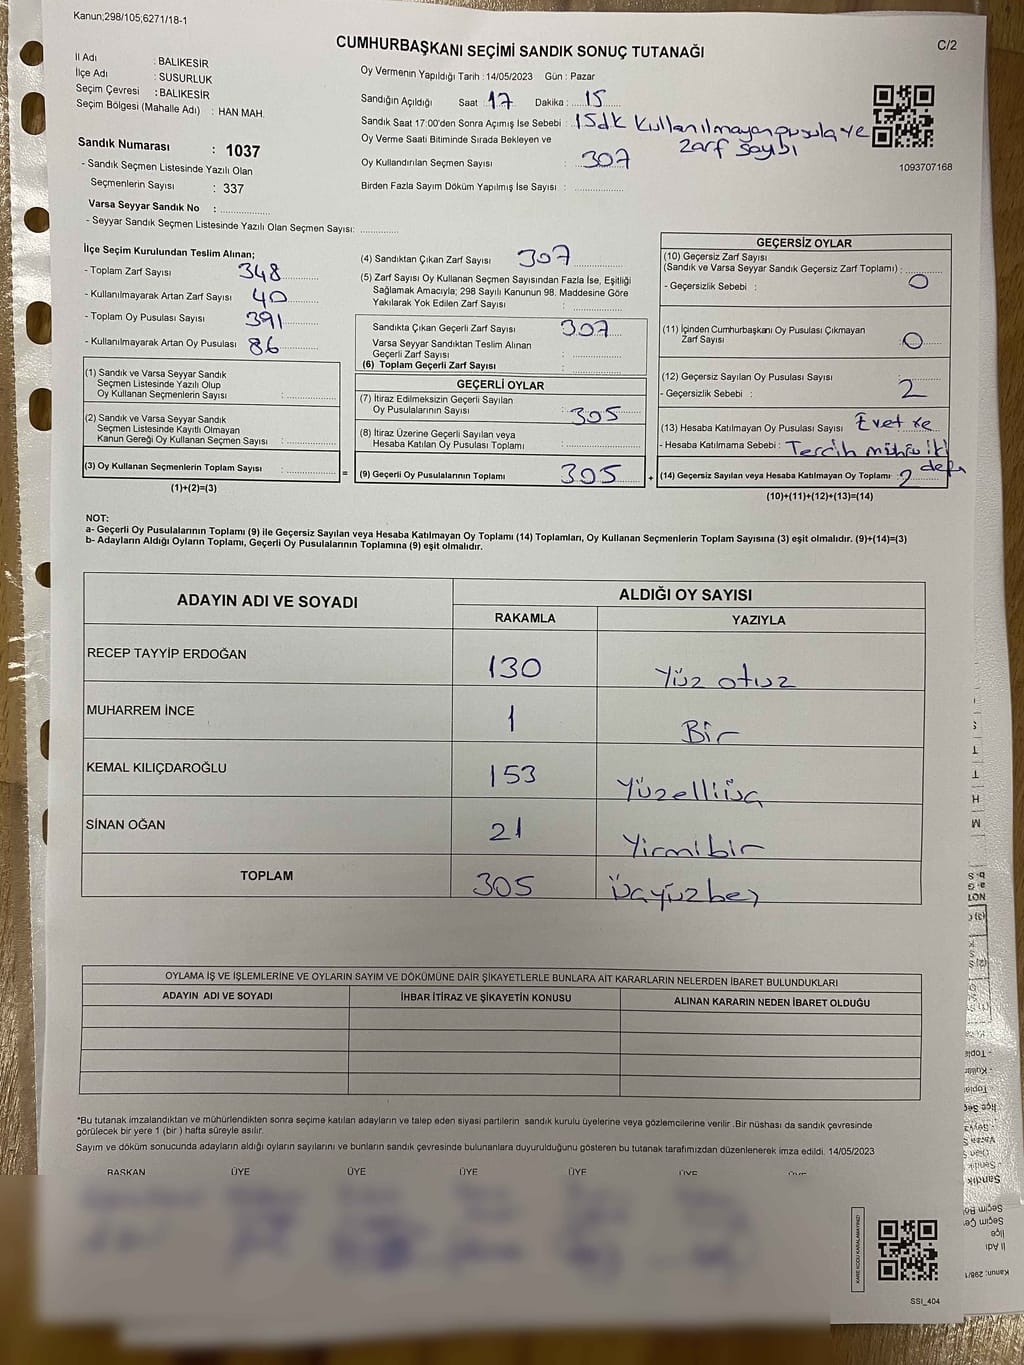 Kanun;298/105;6271/18-1
C/2
CUMHURBAŞKANI SEÇİMİ SANDIK SONUÇ TUTANAĞI
İl Adı : BALIKESİR
İlçe Adı : SUSURLUK
Seçim Çevresi : BALIKESİR
Seçim Bölgesi (Mahalle Adı) : HAN MAH.
Sandık Numarası : 1037
- Sandık Seçmen Listesinde Yazılı Olan
Seçmenlerin Sayısı : 337
Varsa Seyyar Sandık No : ..................
- Seyyar Sandık Seçmen Listesinde Yazılı Olan Seçmen Sayısı: .............
Oy Vermenin Yapıldığı Tarih : 14/05/2023 Gün : Pazar
Sandığın Açıldığı Saat 17 Dakika : 15
Sandık Saat 17:00'den Sonra Açımış İse Sebebi : 15dk kullanılmayan pusula ve
zarf sayısı
Oy Verme Saati Bitiminde Sırada Bekleyen ve
Oy Kullandırılan Seçmen Sayısı : 307
Birden Fazla Sayım Döküm Yapılmış İse Sayısı : ..................
1093707168
İlçe Seçim Kurulundan Teslim Alınan;
- Toplam Zarf Sayısı 348
- Kullanılmayarak Artan Zarf Sayısı 40
- Toplam Oy Pusulası Sayısı 391
- Kullanılmayarak Artan Oy Pusulası 86
(1) Sandık ve Varsa Seyyar Sandık
Seçmen Listesinde Yazılı Olup
Oy Kullanan Seçmenlerin Sayısı : ..................
(2) Sandık ve Varsa Seyyar Sandık
Seçmen Listesinde Kayıtlı Olmayan
Kanun Gereği Oy Kullanan Seçmen Sayısı : ..................
(3) Oy Kullanan Seçmenlerin Toplam Sayısı : ..................
(1)+(2)=(3)
=
(4) Sandıktan Çıkan Zarf Sayısı 307
(5) Zarf Sayısı Oy Kullanan Seçmen Sayısından Fazla İse, Eşitliği
Sağlamak Amacıyla; 298 Sayılı Kanunun 98. Maddesine Göre
Yakılarak Yok Edilen Zarf Sayısı : ..................
Sandıkta Çıkan Geçerli Zarf Sayısı 307
Varsa Seyyar Sandıktan Teslim Alınan
Geçerli Zarf Sayısı : ..................
(6) Toplam Geçerli Zarf Sayısı : ..................
GEÇERLİ OYLAR
(7) İtiraz Edilmeksizin Geçerli Sayılan
Oy Pusulalarının Sayısı : 305
(8) İtiraz Üzerine Geçerli Sayılan veya
Hesaba Katılan Oy Pusulası Toplamı : ..................
(9) Geçerli Oy Pusulalarının Toplamı 305
+
GEÇERSİZ OYLAR
(10) Geçersiz Zarf Sayısı
(Sandık ve Varsa Seyyar Sandık Geçersiz Zarf Toplamı) : 0
- Geçersizlik Sebebi :
(11) İçinden Cumhurbaşkanı Oy Pusulası Çıkmayan
Zarf Sayısı : 0
(12) Geçersiz Sayılan Oy Pusulası Sayısı : 2
- Geçersizlik Sebebi :
(13) Hesaba Katılmayan Oy Pusulası Sayısı : Evet ve
- Hesaba Katılmama Sebebi : Tercih mührü iki
defa
(14) Geçersiz Sayılan veya Hesaba Katılmayan Oy Toplamı : 2
(10)+(11)+(12)+(13)=(14)
NOT:
a- Geçerli Oy Pusulalarının Toplamı (9) ile Geçersiz Sayılan veya Hesaba Katılmayan Oy Toplamı (14) Toplamları, Oy Kullanan Seçmenlerin Toplam Sayısına (3) eşit olmalıdır. (9)+(14)=(3)
b- Adayların Aldığı Oyların Toplamı, Geçerli Oy Pusulalarının Toplamına (9) eşit olmalıdır.
ADAYIN ADI VE SOYADI ALDIĞI OY SAYISI
RAKAMLA YAZIYLA
RECEP TAYYİP ERDOĞAN 130 Yüz otuz
MUHARREM İNCE 1 Bir
KEMAL KILIÇDAROĞLU 153 Yüzelliüç
SİNAN OĞAN 21 Yirmibir
TOPLAM 305 Üçyüzbeş
OYLAMA İŞ VE İŞLEMLERİNE VE OYLARIN SAYIM VE DÖKÜMÜNE DAİR ŞİKAYETLERLE BUNLARA AİT KARARLARIN NELERDEN İBARET BULUNDUKLARI
ADAYIN ADI VE SOYADI İHBAR İTİRAZ VE ŞİKAYETİN KONUSU ALINAN KARARIN NEDEN İBARET OLDUĞU
*Bu tutanak imzalandıktan ve mühürlendikten sonra seçime katılan adayların ve talep eden siyasi partilerin sandık kurulu üyelerine veya gözlemcilerine verilir .Bir nüshası da sandık çevresinde
görülecek bir yere 1 (bir ) hafta süreyle asılır.
Sayım ve döküm sonucunda adayların aldığı oyların sayılarını ve bunların sandık çevresinde bulunanlara duyurulduğunu gösteren bu tutanak tarafımızdan düzenlenerek imza edildi. 14/05/2023
BAŞKAN ÜYE ÜYE ÜYE ÜYE ÜYE
KARE KODU KARALAMAYINIZ!
SSI_404